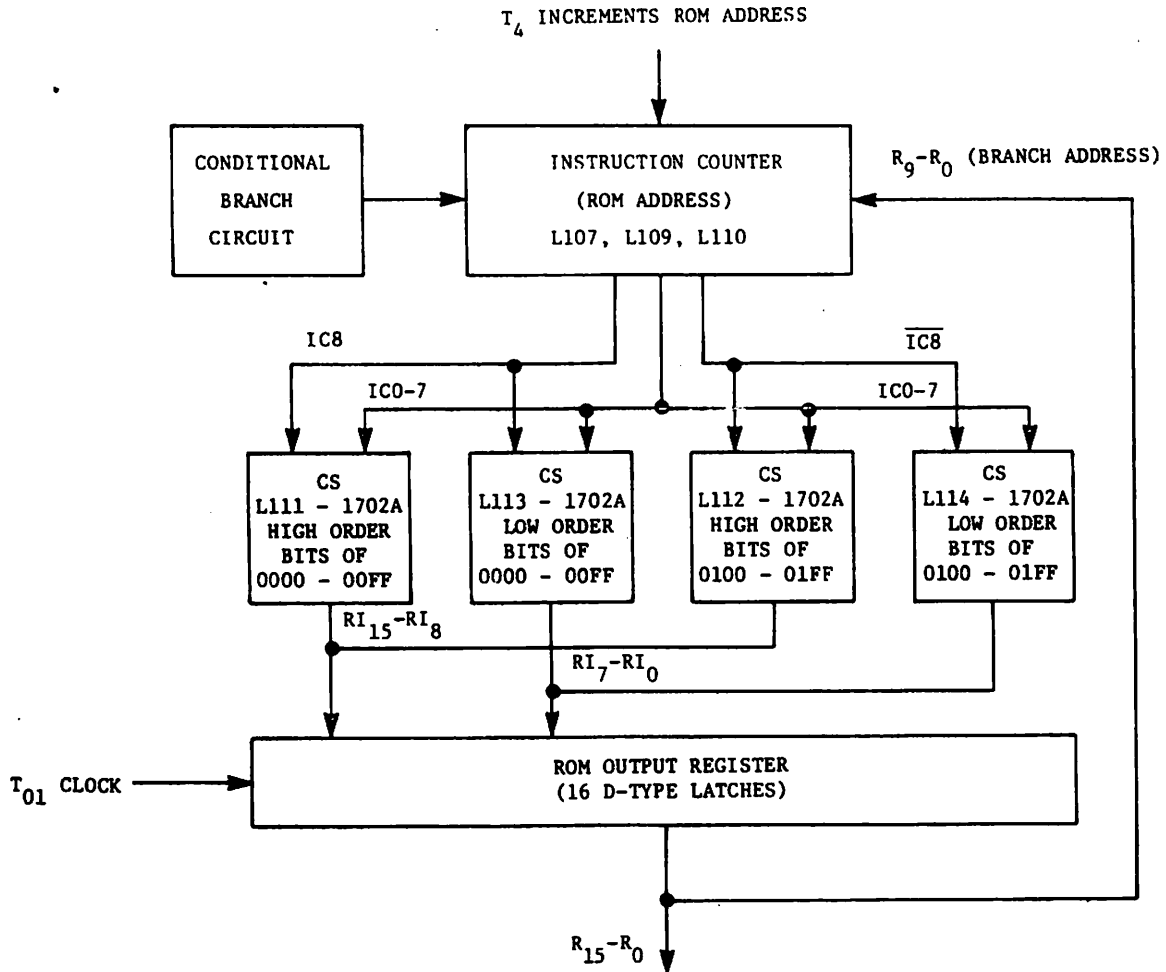 T4 INCREMENTS ROM ADDRESS
CONDITIONAL
BRANCH
CIRCUIT
INSTRUCTION COUNTER
(ROM ADDRESS)
L107, L109, L110
R9-R0 (BRANCH ADDRESS)
IC8
IC8
IC0-7
IC0-7
CS
L111 - 1702A
HIGH ORDER
BITS OF
0000 - 00FF
CS
L113 - 1702A
LOW ORDER
BITS OF
0000 - 00FF
CS
L112 - 1702A
HIGH ORDER
BITS OF
0100 - 01FF
CS
L114 - 1702A
LOW ORDER
BITS OF
0100 - 01FF
RI15-RI8
RI7-RI0
T01 CLOCK
ROM OUTPUT REGISTER
(16 D-TYPE LATCHES)
R15-R0